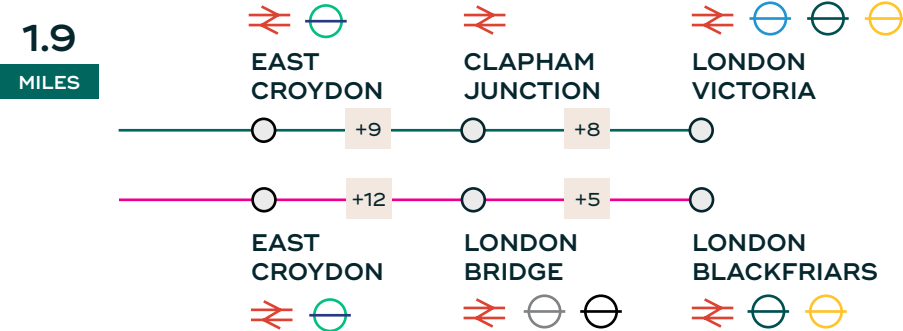 1.9
MILES
EAST
CROYDON
CLAPHAM
JUNCTION
LONDON
VICTORIA
+9
+8
+12
+5
EAST
CROYDON
LONDON
BRIDGE
LONDON
BLACKFRIARS